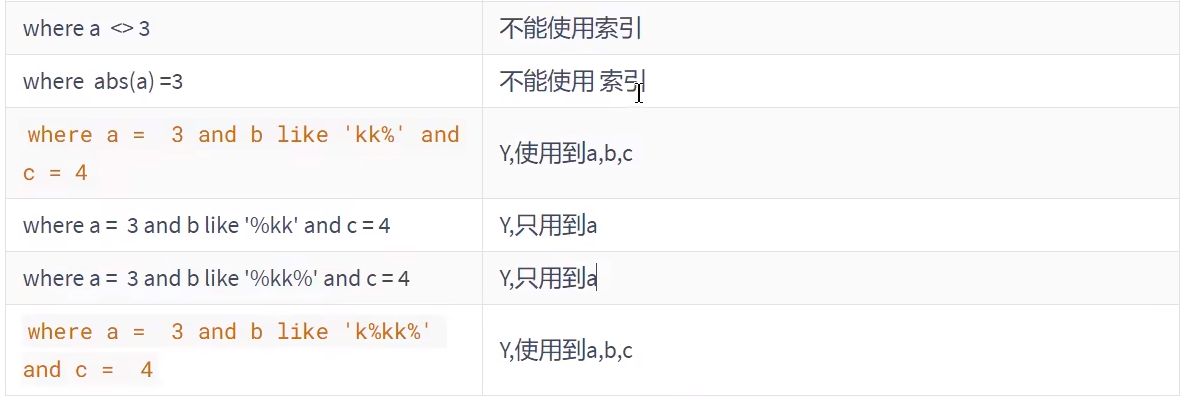 where a <> 3
不能使用索引
where abs(a) =3
不能使用 索引
where a = 3 and b like 'kk%' and
c = 4
Y,使用到a,b,c
where a = 3 and b like '%kk' and c = 4
Y,只用到a
where a = 3 and b like '%kk%' and c = 4
Y,只用到a
where a = 3 and b like 'k%kk%'
and c = 4
Y,使用到a,b,c